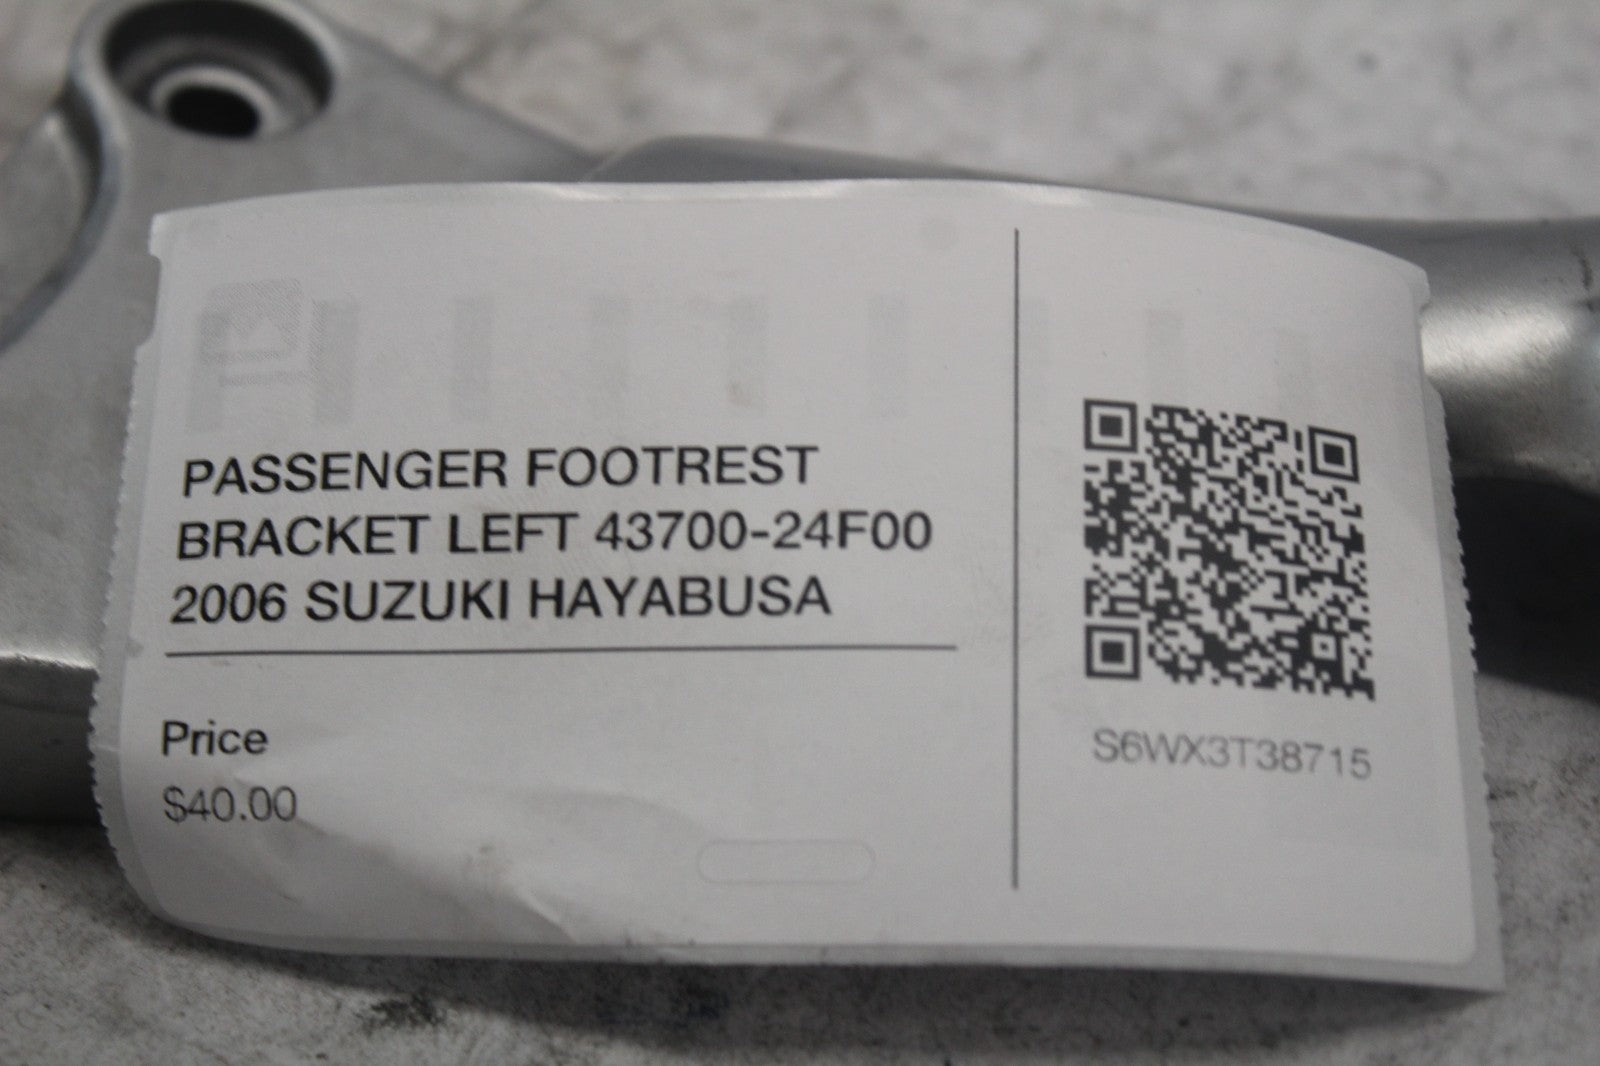 PASSENGER FOOTREST
BRACKET LEFT 43700-24F00
2006 SUZUKI HAYABUSA
Price
$40.00
S6WX3T38715